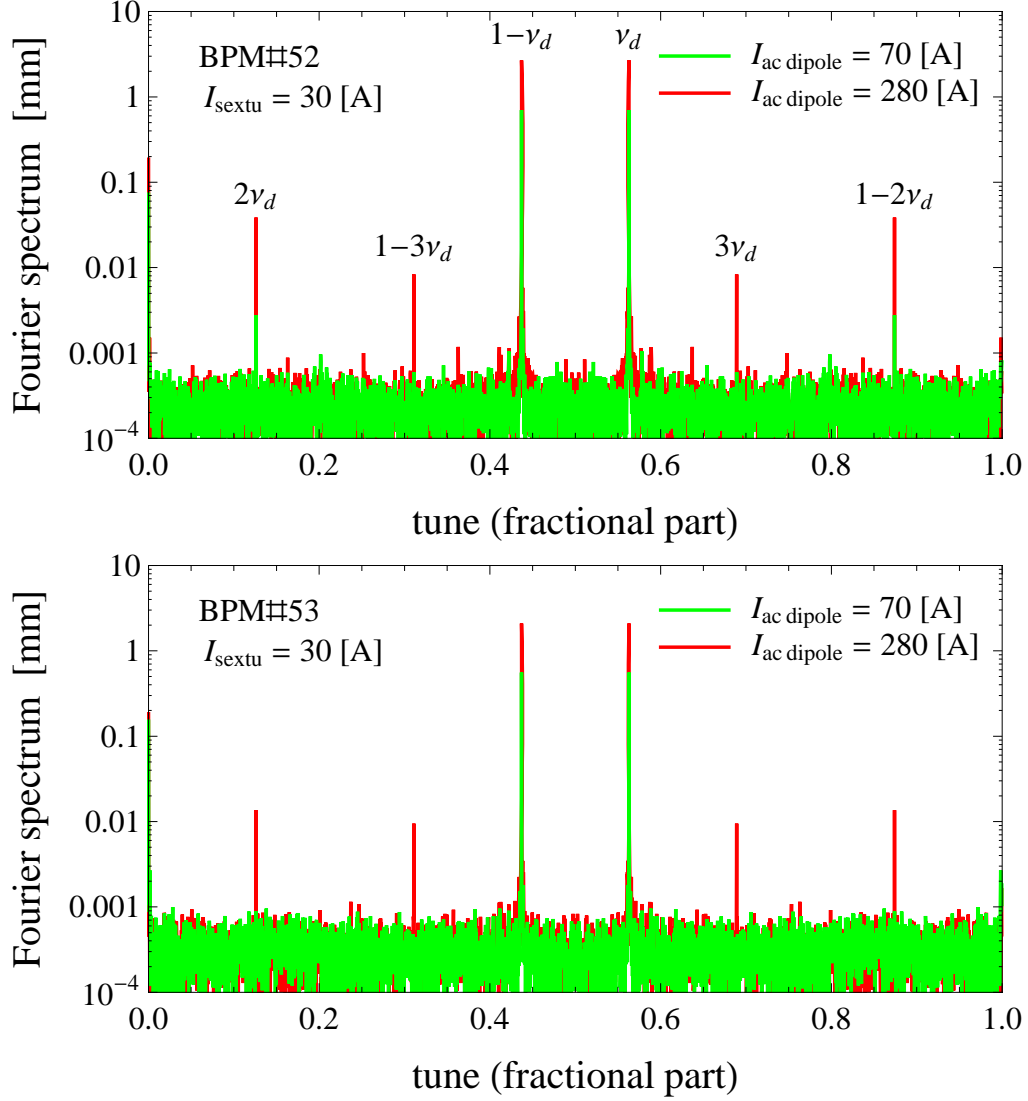 1−ν_d ν_d
10
BPM#52
I_sextu = 30 [A]
I_ac dipole = 70 [A]
I_ac dipole = 280 [A]
1
0.1
2ν_d
1−2ν_d
1−3ν_d
3ν_d
0.01
0.001
10^−4
Fourier spectrum [mm]
0.0 0.2 0.4 0.6 0.8 1.0
tune (fractional part)
10
BPM#53
I_sextu = 30 [A]
I_ac dipole = 70 [A]
I_ac dipole = 280 [A]
1
0.1
0.01
0.001
10^−4
Fourier spectrum [mm]
0.0 0.2 0.4 0.6 0.8 1.0
tune (fractional part)